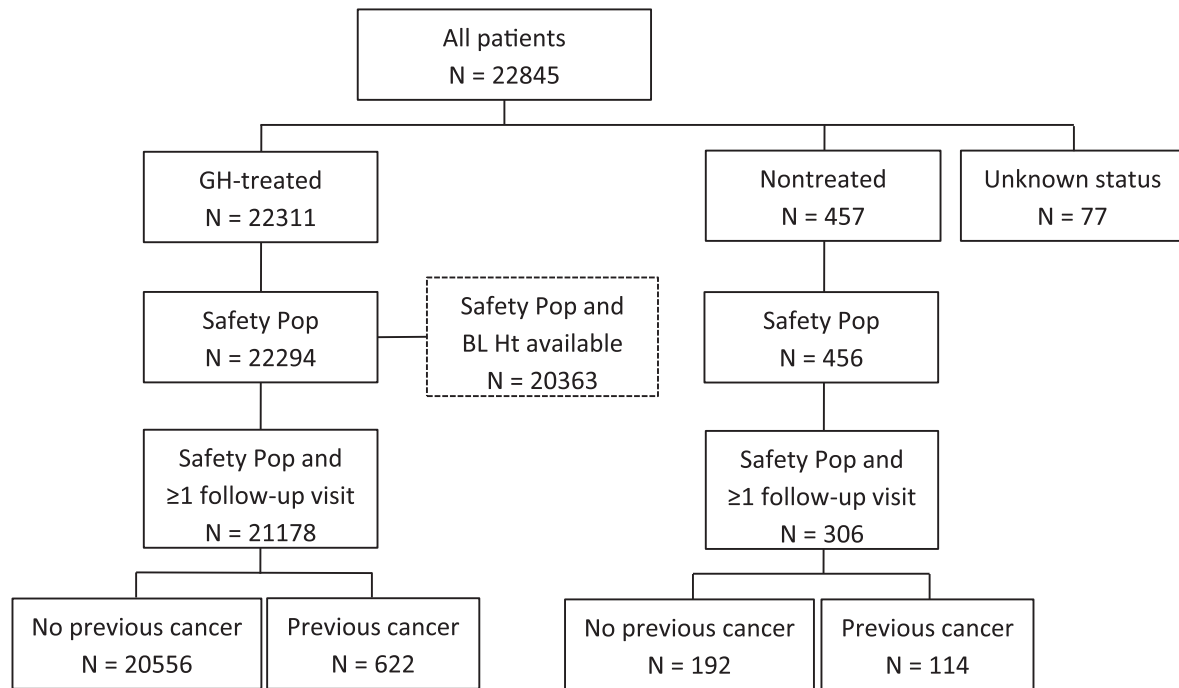 All patients
N = 22845
GH-treated
N = 22311
Nontreated
N = 457
Unknown status
N = 77
Safety Pop
N = 22294
Safety Pop and
BL Ht available
N = 20363
Safety Pop
N = 456
Safety Pop and
≥1 follow-up visit
N = 21178
Safety Pop and
≥1 follow-up visit
N = 306
No previous cancer
N = 20556
Previous cancer
N = 622
No previous cancer
N = 192
Previous cancer
N = 114